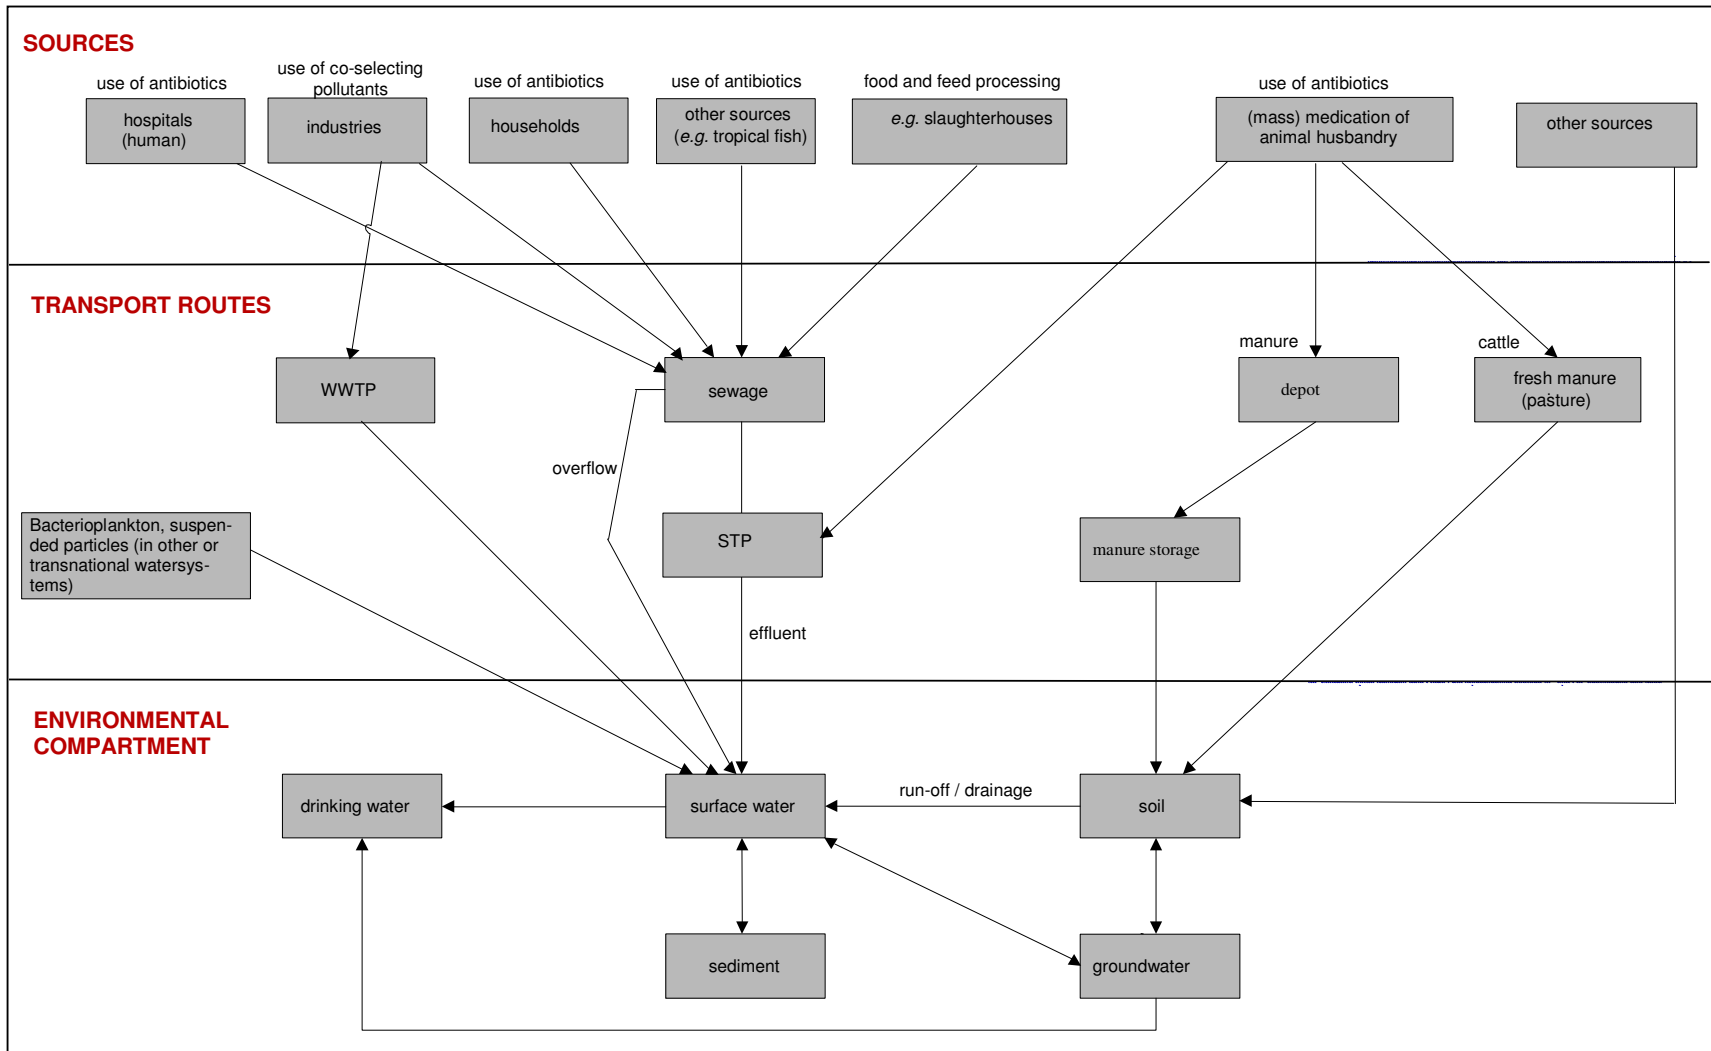 SOURCES
use of antibiotics
use of co-selecting
pollutants
use of antibiotics
use of antibiotics
food and feed processing
use of antibiotics
hospitals
(human)
industries
households
other sources
(e.g. tropical fish)
e.g. slaughterhouses
(mass) medication of
animal husbandry
other sources
TRANSPORT ROUTES
manure
cattle
WWTP
sewage
depot
fresh manure
(pasture)
overflow
Bacterioplankton, suspen-
ded particles (in other or
transnational watersys-
tems)
STP
manure storage
effluent
ENVIRONMENTAL
COMPARTMENT
drinking water
surface water
run-off / drainage
soil
sediment
groundwater